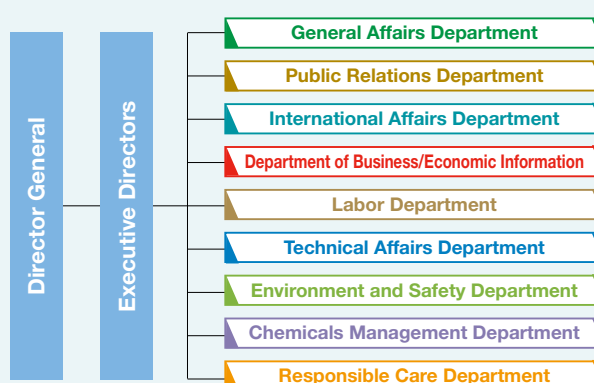 Director General
Executive Directors
General Affairs Department
Public Relations Department
International Affairs Department
Department of Business/Economic Information
Labor Department
Technical Affairs Department
Environment and Safety Department
Chemicals Management Department
Responsible Care Department